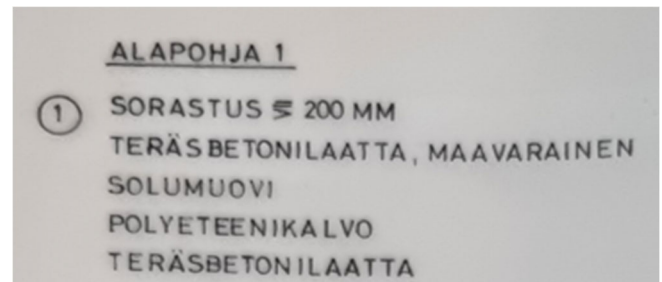 ALAPOHJA 1
1 SORASTUS ≶ 200 MM
TERÄSBETONILAATTA, MAAVARAINEN
SOLUMUOVI
POLYETEENIKALVO
TERÄSBETONILAATTA